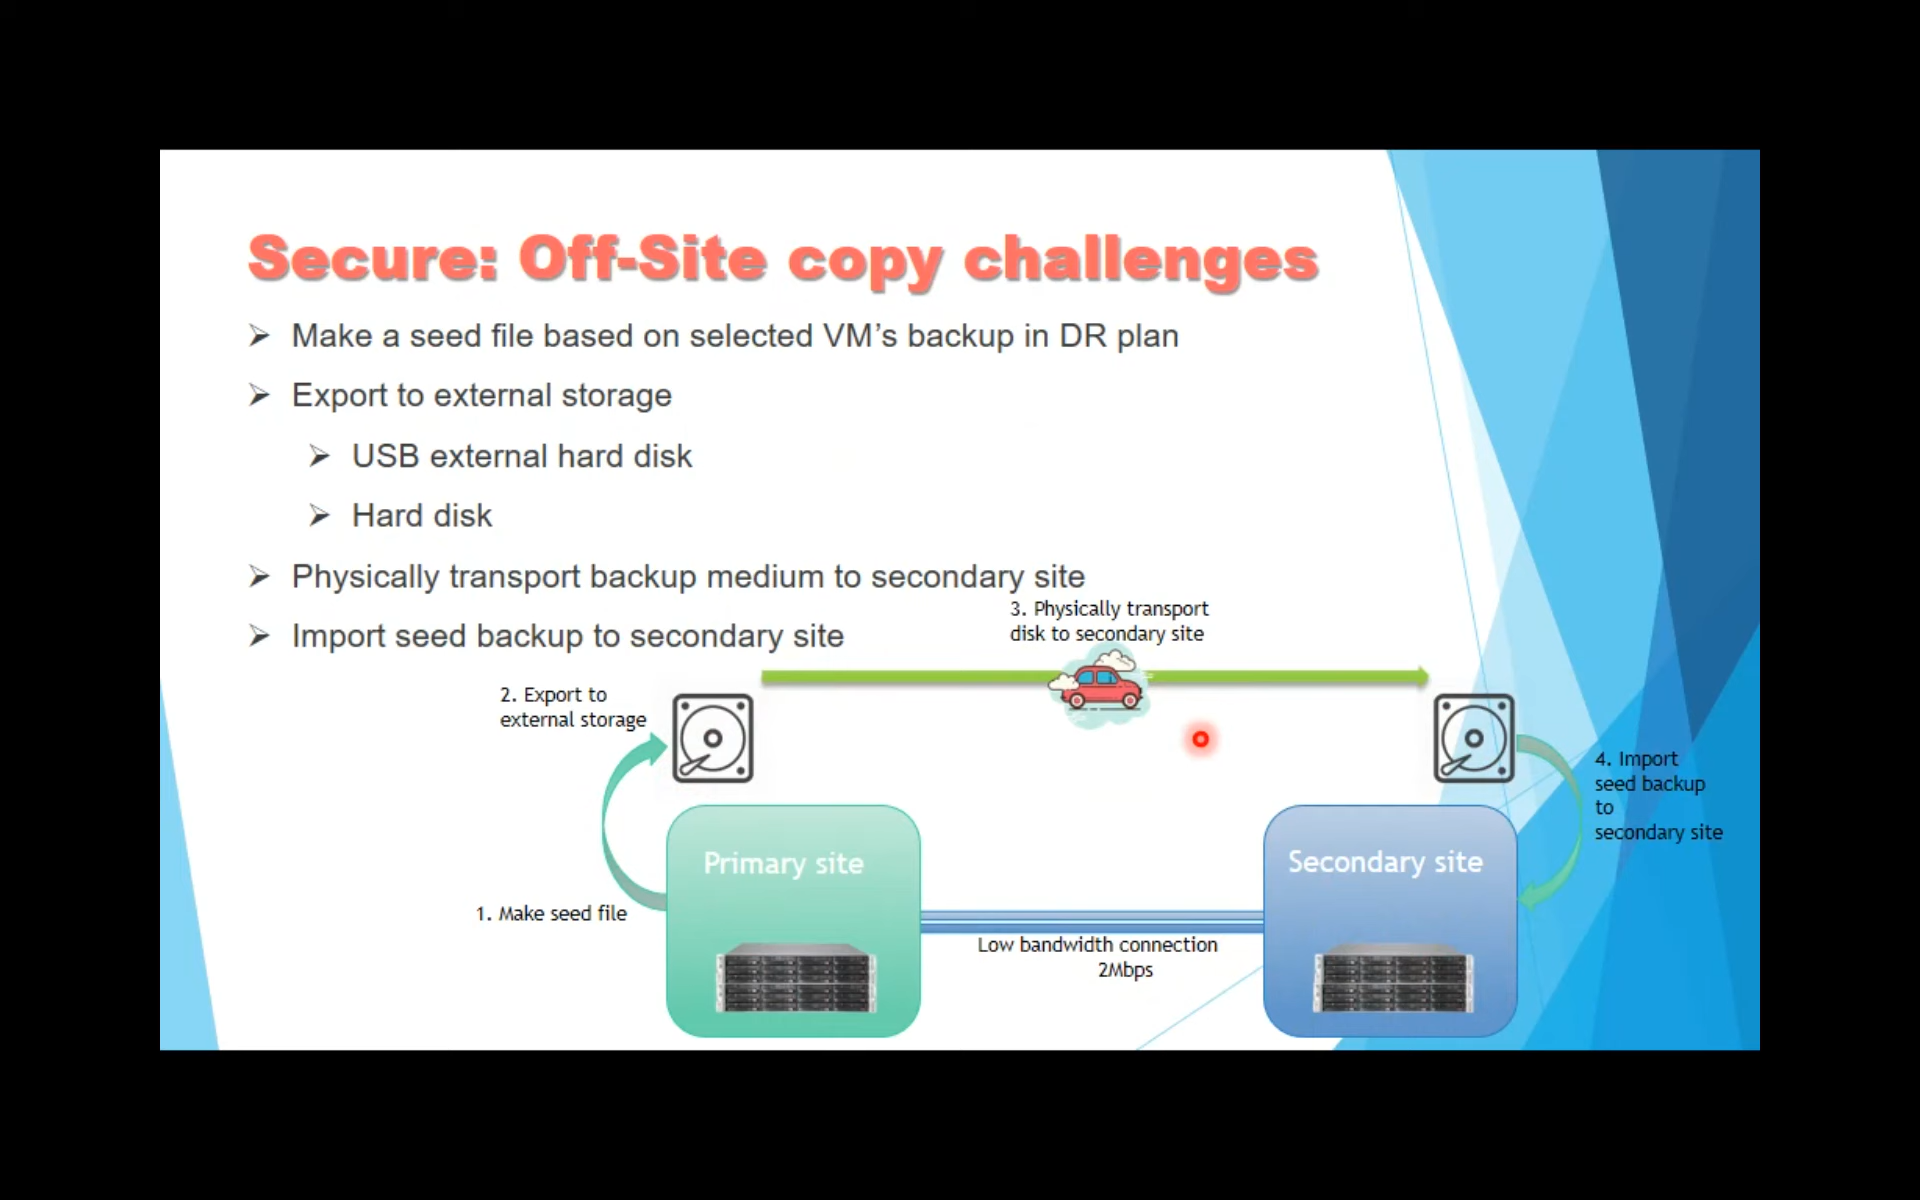 Secure: Off-Site copy challenges
Make a seed file based on selected VM’s backup in DR plan
Export to external storage
USB external hard disk
Hard disk
Physically transport backup medium to secondary site
Import seed backup to secondary site
3. Physically transport
disk to secondary site
2. Export to
external storage
4. Import
seed backup
to
secondary site
Primary site
Secondary site
1. Make seed file
Low bandwidth connection
2Mbps